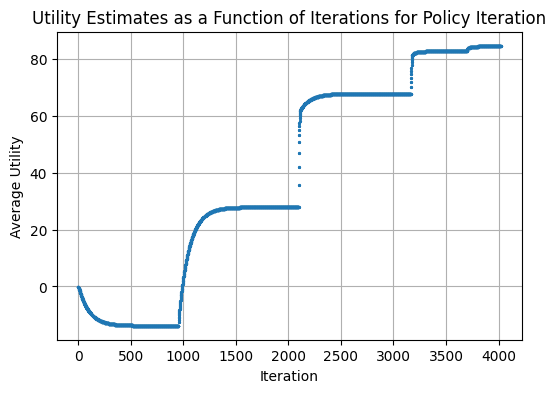 Utility Estimates as a Function of Iterations for Policy Iteration
80
60
40
20
0
Average Utility
0 500 1000 1500 2000 2500 3000 3500 4000
Iteration